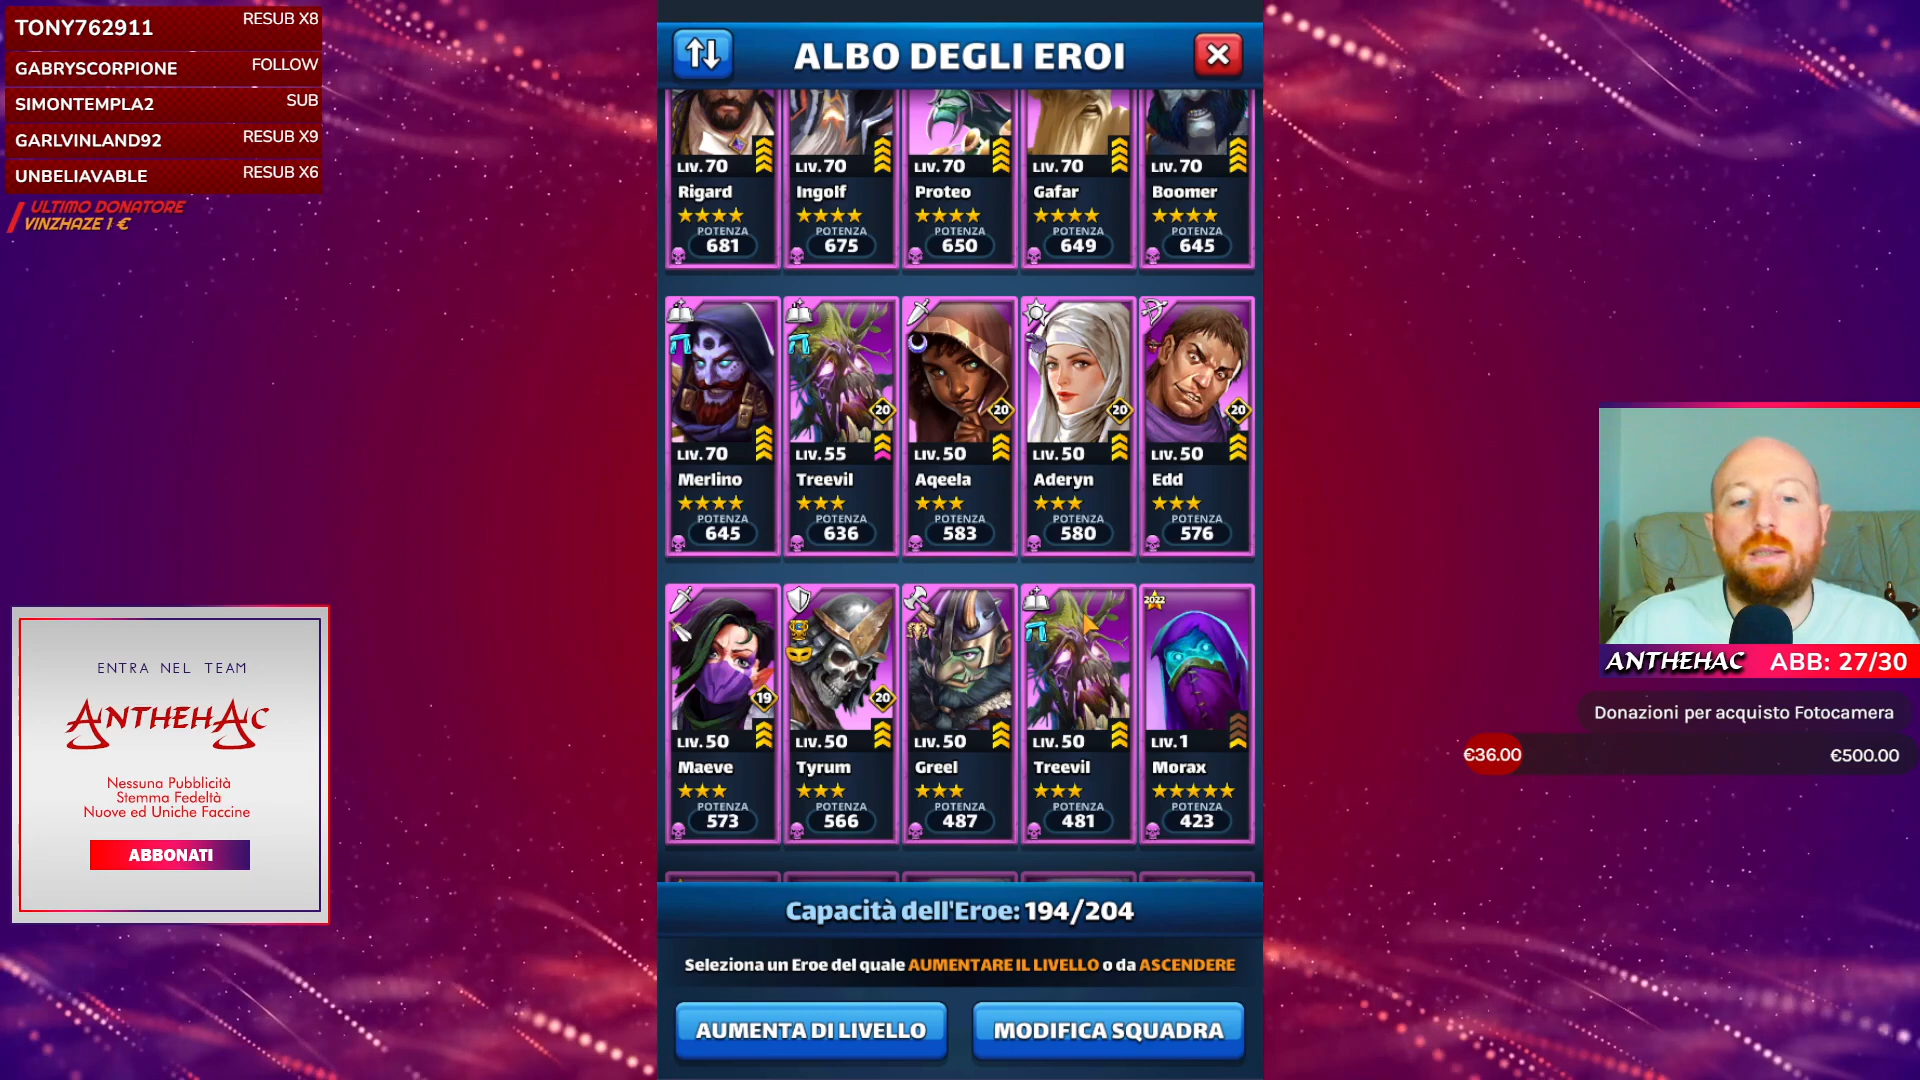 TONY762911 RESUB X8
GABRYSCORPIONE FOLLOW
SIMONTEMPLA2 SUB
GARLVINLAND92 RESUB X9
UNBELIAVABLE RESUB X6
ULTIMO DONATORE
VINZHAZE 1 €
ALBO DEGLI EROI
LIV. 70 LIV. 70 LIV. 70 LIV. 70 LIV. 70
Rigard Ingolf Proteo Gafar Boomer
POTENZA POTENZA POTENZA POTENZA POTENZA
681 675 650 649 645
20 20 20 20
LIV. 70 LIV. 55 LIV. 50 LIV. 50 LIV. 50
Merlino Treevil Aqeela Aderyn Edd
POTENZA POTENZA POTENZA POTENZA POTENZA
645 636 583 580 576
2022
19 20
LIV. 50 LIV. 50 LIV. 50 LIV. 50 LIV. 1
Maeve Tyrum Greel Treevil Morax
POTENZA POTENZA POTENZA POTENZA POTENZA
573 566 487 481 423
Capacità dell'Eroe: 194/204
Seleziona un Eroe del quale AUMENTARE IL LIVELLO o da ASCENDERE
AUMENTA DI LIVELLO MODIFICA SQUADRA
ENTRA NEL TEAM
ANTHEHAC
Nessuna Pubblicità
Stemma Fedeltà
Nuove ed Uniche Faccine
ABBONATI
ANTHEHAC ABB: 27/30
Donazioni per acquisto Fotocamera
€36.00 €500.00